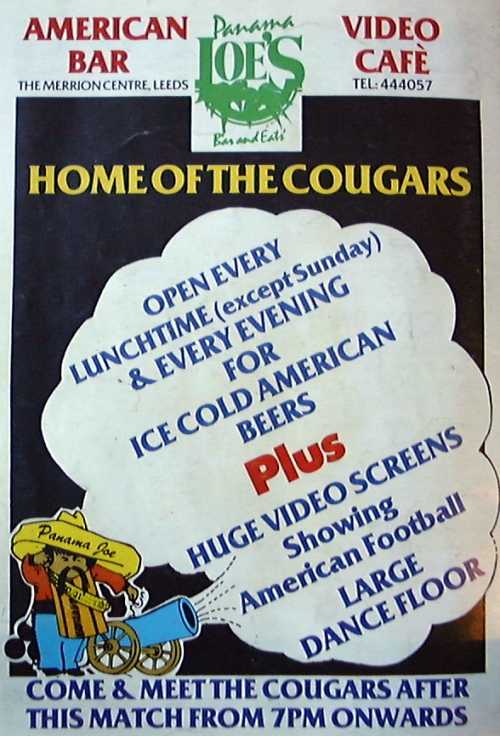 AMERICAN BAR
THE MERRION CENTRE, LEEDS
Panama
JOE'S
Bar and Eats
VIDEO CAFÈ
TEL: 444057
HOME OF THE COUGARS
OPEN EVERY
LUNCHTIME (except Sunday)
& EVERY EVENING
FOR
ICE COLD AMERICAN
BEERS
Plus
HUGE VIDEO SCREENS
Showing
American Football
LARGE
DANCE FLOOR
Panama Joe
COME & MEET THE COUGARS AFTER
THIS MATCH FROM 7PM ONWARDS